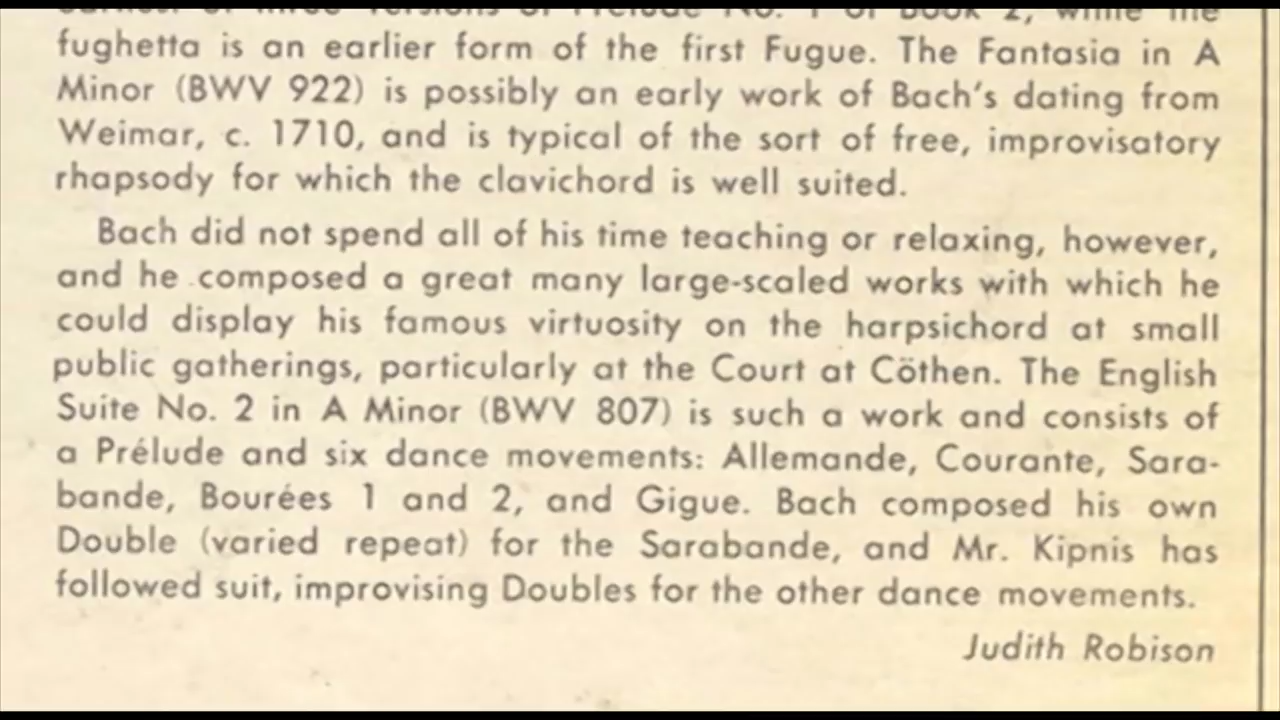 fughetta is an earlier form of the first Fugue. The Fantasia in A
Minor (BWV 922) is possibly an early work of Bach's dating from
Weimar, c. 1710, and is typical of the sort of free, improvisatory
rhapsody for which the clavichord is well suited.
Bach did not spend all of his time teaching or relaxing, however,
and he composed a great many large-scaled works with which he
could display his famous virtuosity on the harpsichord at small
public gatherings, particularly at the Court at Cöthen. The English
Suite No. 2 in A Minor (BWV 807) is such a work and consists of
a Prélude and six dance movements: Allemande, Courante, Sara-
bande, Bourées 1 and 2, and Gigue. Bach composed his own
Double (varied repeat) for the Sarabande, and Mr. Kipnis has
followed suit, improvising Doubles for the other dance movements.
Judith Robison